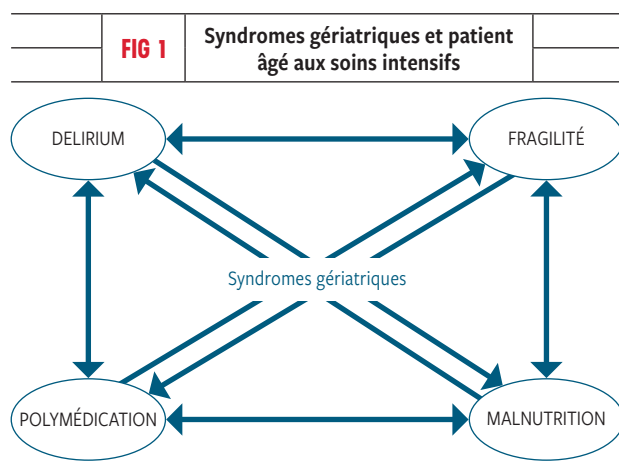 FIG 1
Syndromes gériatriques et patient
âgé aux soins intensifs
DELIRIUM
FRAGILITÉ
Syndromes gériatriques
POLYMÉDICATION
MALNUTRITION